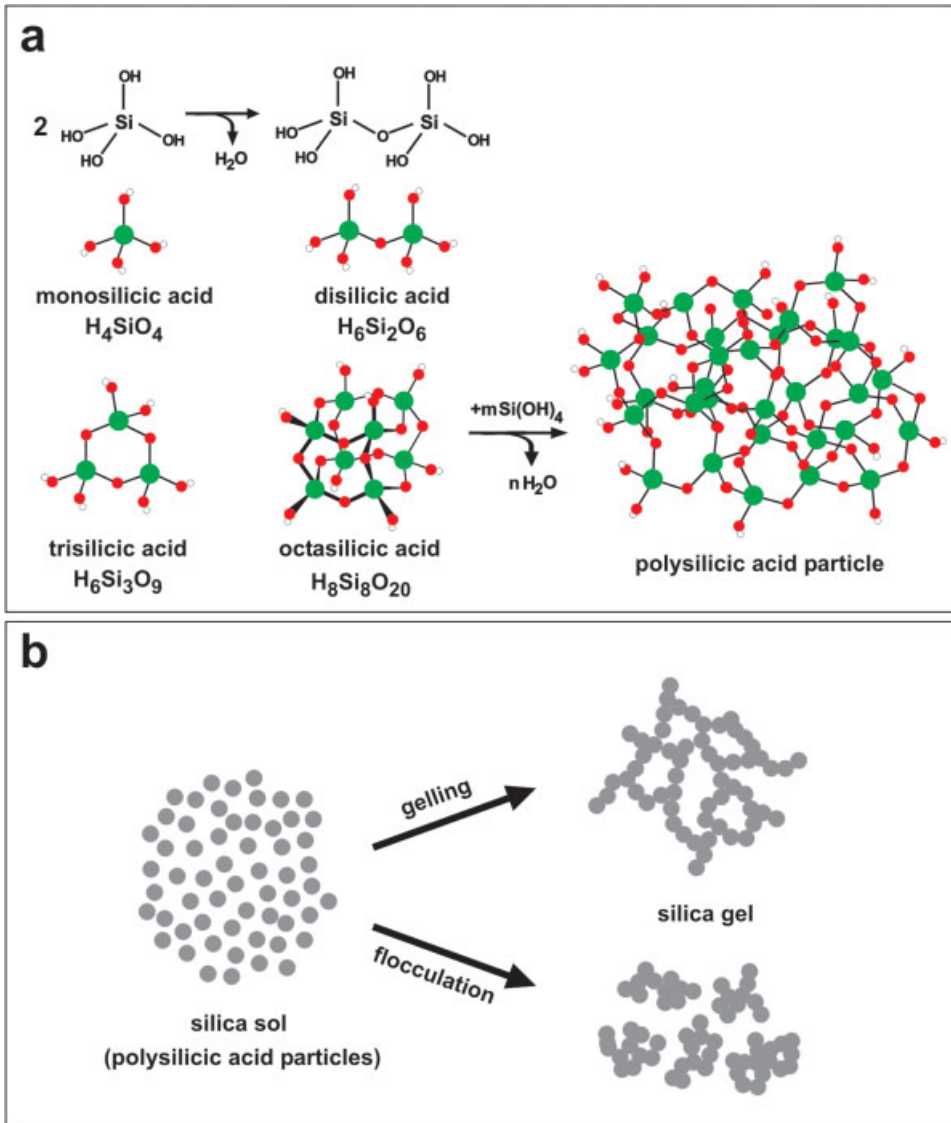 a
OH
Si
HO
OH
HO
2
H₂O
OH
OH
Si
Si
HO
O
OH
HO
HO
monosilicic acid
H₄SiO₄
disilicic acid
H₆Si₂O₆
trisilicic acid
H₆Si₃O₉
octasilicic acid
H₈Si₈O₂₀
+mSi(OH)₄
n H₂O
polysilicic acid particle
b
gelling
flocculation
silica sol
(polysilicic acid particles)
silica gel